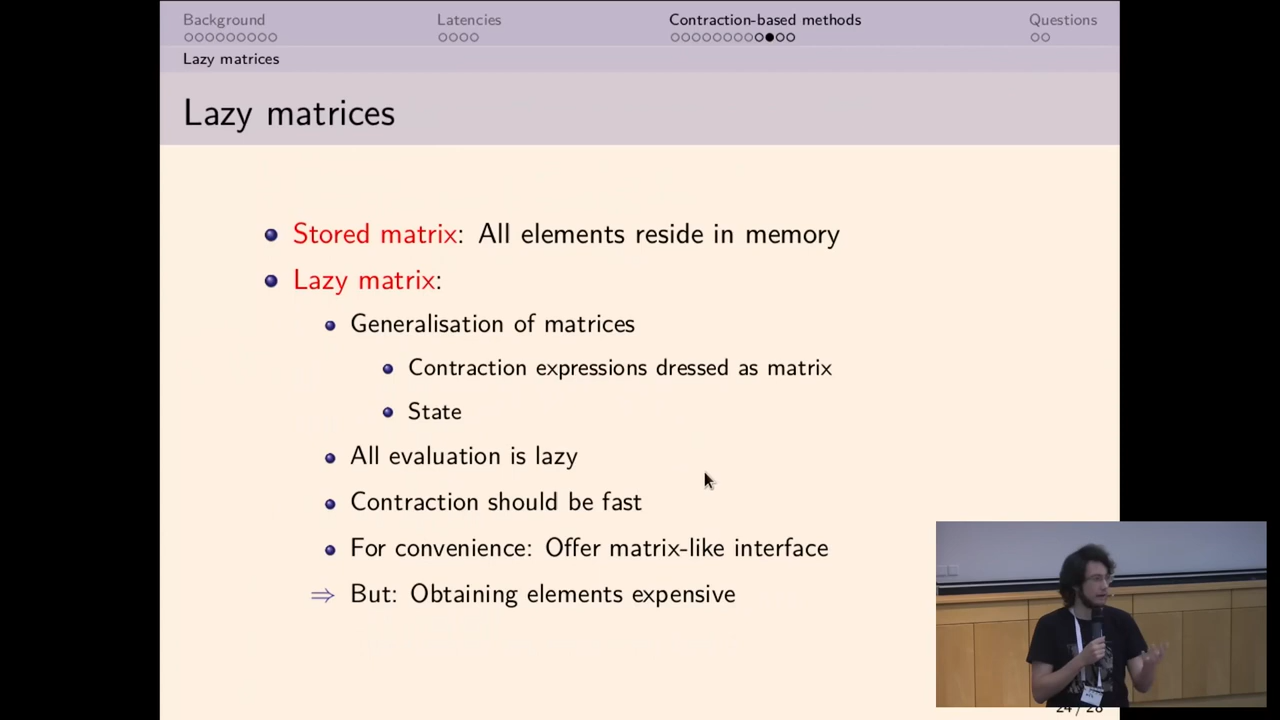 Background
Latencies
Contraction-based methods
Questions
Lazy matrices
Lazy matrices
Stored matrix: All elements reside in memory
Lazy matrix:
Generalisation of matrices
Contraction expressions dressed as matrix
State
All evaluation is lazy
Contraction should be fast
For convenience: Offer matrix-like interface
⇒ But: Obtaining elements expensive
24 / 28